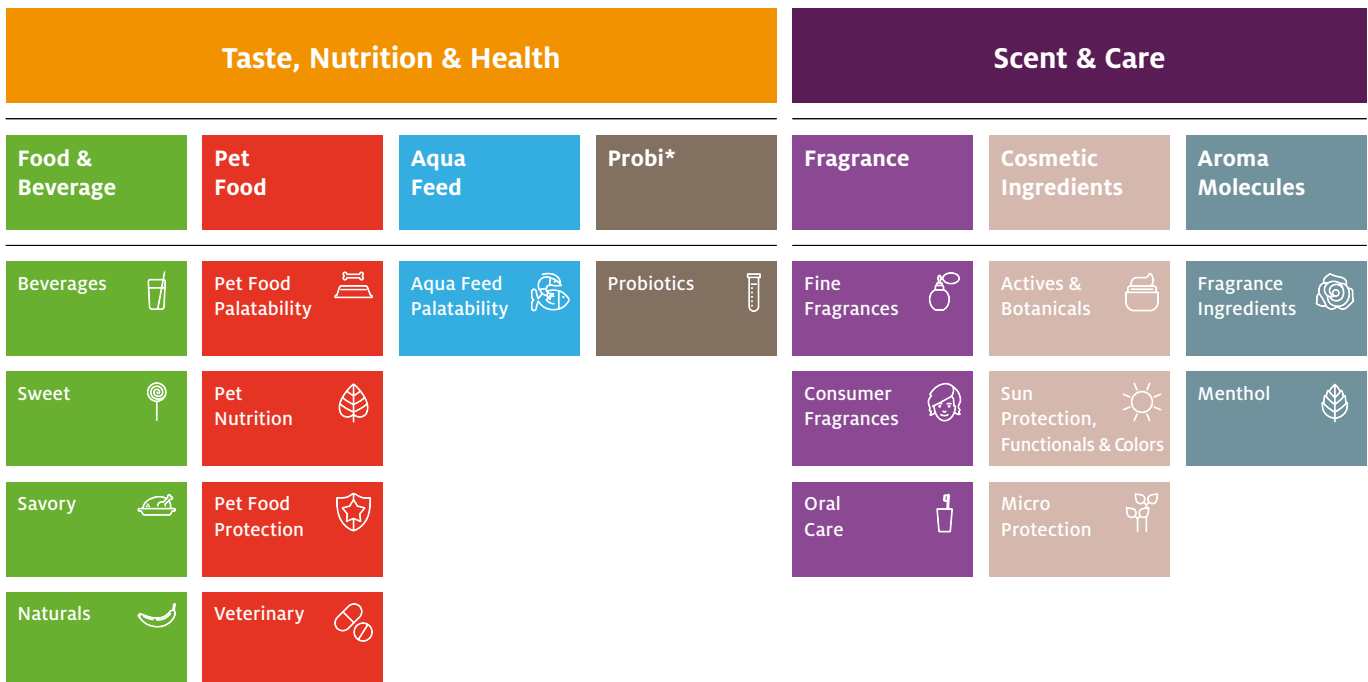 Taste, Nutrition & Health
Scent & Care
Food &
Beverage
Pet
Food
Aqua
Feed
Probi*
Fragrance
Cosmetic
Ingredients
Aroma
Molecules
Beverages
Pet Food
Palatability
Aqua Feed
Palatability
Probiotics
Fine
Fragrances
Actives &
Botanicals
Fragrance
Ingredients
Sweet
Pet
Nutrition
Consumer
Fragrances
Sun
Protection,
Functionals & Colors
Menthol
Savory
Pet Food
Protection
Oral
Care
Micro
Protection
Naturals
Veterinary